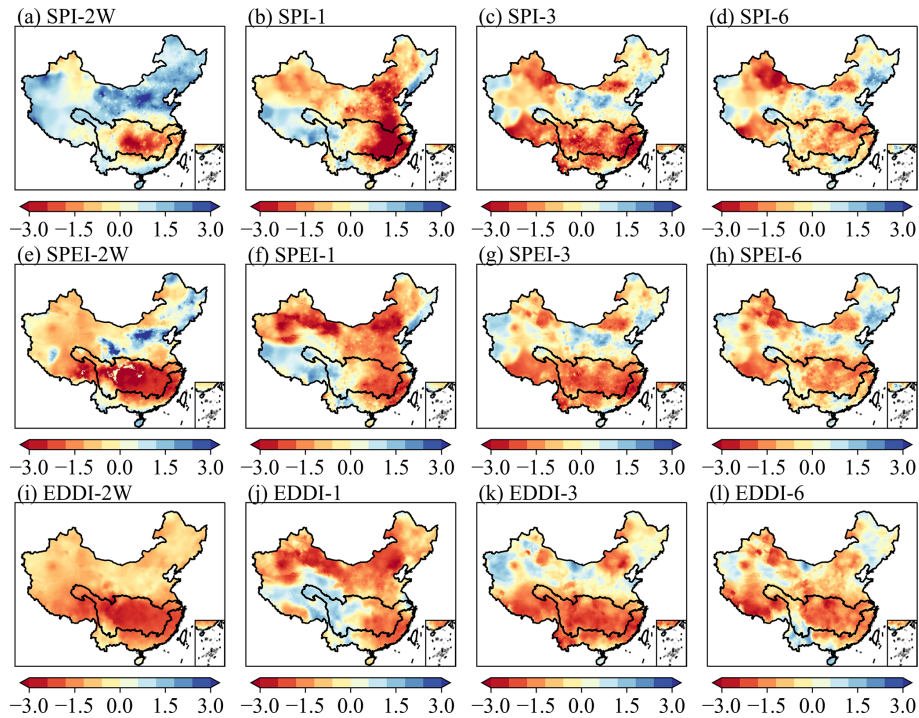 (a) SPI-2W (b) SPI-1 (c) SPI-3 (d) SPI-6
−3.0 −1.5 0.0 1.5 3.0 −3.0 −1.5 0.0 1.5 3.0 −3.0 −1.5 0.0 1.5 3.0 −3.0 −1.5 0.0 1.5 3.0
(e) SPEI-2W (f) SPEI-1 (g) SPEI-3 (h) SPEI-6
−3.0 −1.5 0.0 1.5 3.0 −3.0 −1.5 0.0 1.5 3.0 −3.0 −1.5 0.0 1.5 3.0 −3.0 −1.5 0.0 1.5 3.0
(i) EDDI-2W (j) EDDI-1 (k) EDDI-3 (l) EDDI-6
−3.0 −1.5 0.0 1.5 3.0 −3.0 −1.5 0.0 1.5 3.0 −3.0 −1.5 0.0 1.5 3.0 −3.0 −1.5 0.0 1.5 3.0